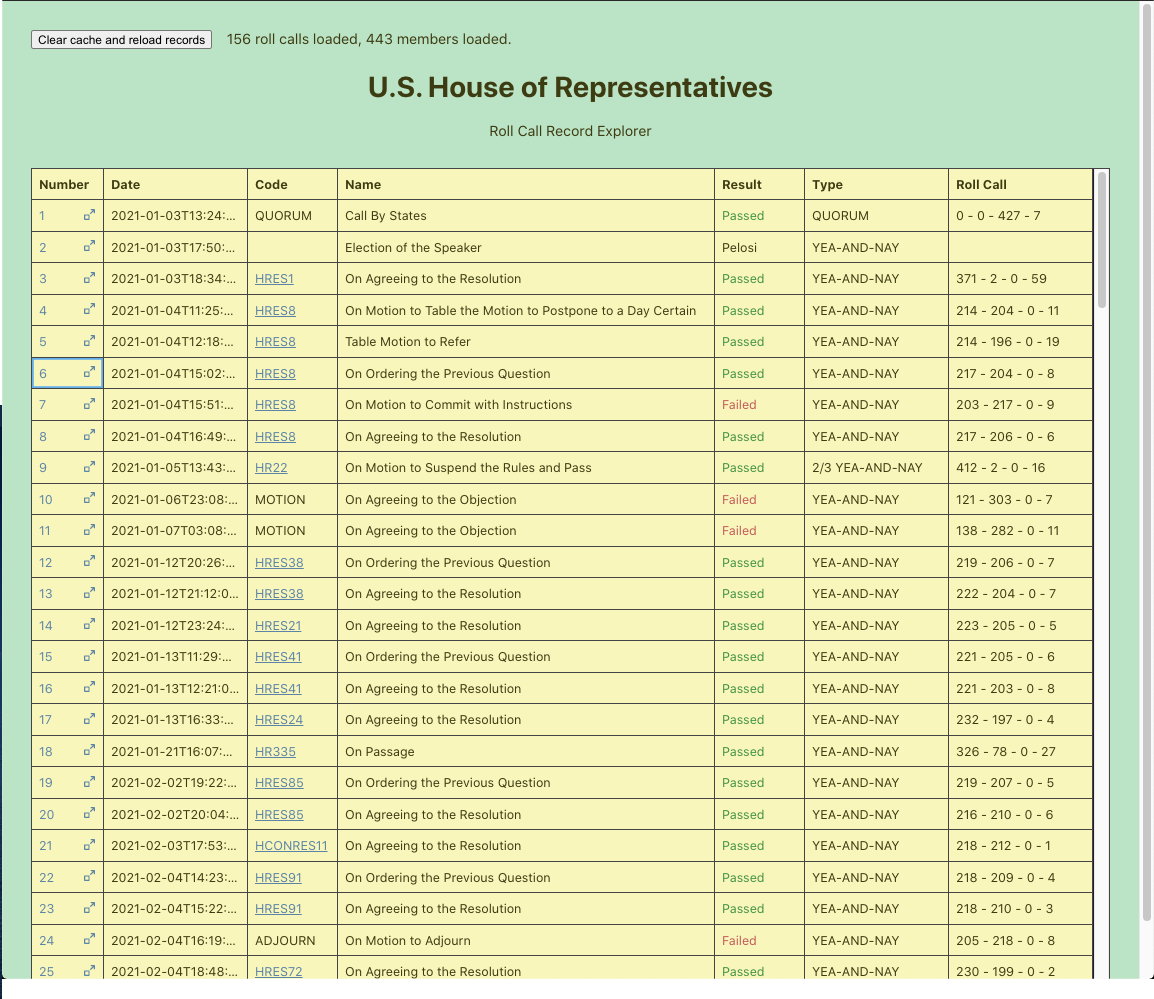 Clear cache and reload records 156 roll calls loaded, 443 members loaded.
U.S. House of Representatives
Roll Call Record Explorer
Number Date Code Name Result Type Roll Call
1 2021-01-03T13:24:... QUORUM Call By States Passed QUORUM 0 - 0 - 427 - 7
2 2021-01-03T17:50:... Election of the Speaker Pelosi YEA-AND-NAY
3 2021-01-03T18:34:... HRES1 On Agreeing to the Resolution Passed YEA-AND-NAY 371 - 2 - 0 - 59
4 2021-01-04T11:25:... HRES8 On Motion to Table the Motion to Postpone to a Day Certain Passed YEA-AND-NAY 214 - 204 - 0 - 11
5 2021-01-04T12:18:... HRES8 Table Motion to Refer Passed YEA-AND-NAY 214 - 196 - 0 - 19
6 2021-01-04T15:02:... HRES8 On Ordering the Previous Question Passed YEA-AND-NAY 217 - 204 - 0 - 8
7 2021-01-04T15:51:... HRES8 On Motion to Commit with Instructions Failed YEA-AND-NAY 203 - 217 - 0 - 9
8 2021-01-04T16:49:... HRES8 On Agreeing to the Resolution Passed YEA-AND-NAY 217 - 206 - 0 - 6
9 2021-01-05T13:43:... HR22 On Motion to Suspend the Rules and Pass Passed 2/3 YEA-AND-NAY 412 - 2 - 0 - 16
10 2021-01-06T23:08:... MOTION On Agreeing to the Objection Failed YEA-AND-NAY 121 - 303 - 0 - 7
11 2021-01-07T03:08:... MOTION On Agreeing to the Objection Failed YEA-AND-NAY 138 - 282 - 0 - 11
12 2021-01-12T20:26:... HRES38 On Ordering the Previous Question Passed YEA-AND-NAY 219 - 206 - 0 - 7
13 2021-01-12T21:12:0... HRES38 On Agreeing to the Resolution Passed YEA-AND-NAY 222 - 204 - 0 - 7
14 2021-01-12T23:24:... HRES21 On Agreeing to the Resolution Passed YEA-AND-NAY 223 - 205 - 0 - 5
15 2021-01-13T11:29:... HRES41 On Ordering the Previous Question Passed YEA-AND-NAY 221 - 205 - 0 - 6
16 2021-01-13T12:21:0... HRES41 On Agreeing to the Resolution Passed YEA-AND-NAY 221 - 203 - 0 - 8
17 2021-01-13T16:33:... HRES24 On Agreeing to the Resolution Passed YEA-AND-NAY 232 - 197 - 0 - 4
18 2021-01-21T16:07:... HR335 On Passage Passed YEA-AND-NAY 326 - 78 - 0 - 27
19 2021-02-02T19:22:... HRES85 On Ordering the Previous Question Passed YEA-AND-NAY 219 - 207 - 0 - 5
20 2021-02-02T20:04:... HRES85 On Agreeing to the Resolution Passed YEA-AND-NAY 216 - 210 - 0 - 6
21 2021-02-03T17:53:... HCONRES11 On Agreeing to the Resolution Passed YEA-AND-NAY 218 - 212 - 0 - 1
22 2021-02-04T14:23:... HRES91 On Ordering the Previous Question Passed YEA-AND-NAY 218 - 209 - 0 - 4
23 2021-02-04T15:22:... HRES91 On Agreeing to the Resolution Passed YEA-AND-NAY 218 - 210 - 0 - 3
24 2021-02-04T16:19:... ADJOURN On Motion to Adjourn Failed YEA-AND-NAY 205 - 218 - 0 - 8
25 2021-02-04T18:48:... HRES72 On Agreeing to the Resolution Passed YEA-AND-NAY 230 - 199 - 0 - 2